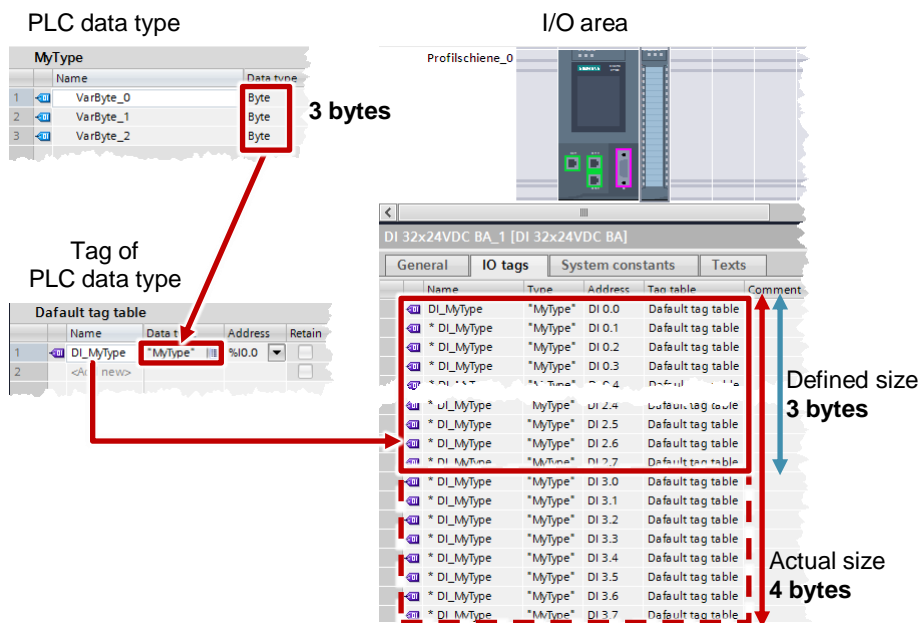 PLC data type
I/O area
MyType
Name Data type
1 VarByte_0 Byte
2 VarByte_1 Byte
3 VarByte_2 Byte
3 bytes
Profilschiene_0
SIEMENS
DI 32x24VDC BA_1 [DI 32x24VDC BA]
General IO tags System constants Texts
Name Type Address Tag table Comment
DI_MyType "MyType" DI 0.0 Dafault tag table
* DI_MyType "MyType" DI 0.1 Dafault tag table
* DI_MyType "MyType" DI 0.2 Dafault tag table
* DI_MyType "MyType" DI 0.3 Dafault tag table
* DI_MyType "MyType" DI 2.4 Dafault tag table
* DI_MyType "MyType" DI 2.5 Dafault tag table
* DI_MyType "MyType" DI 2.6 Dafault tag table
* DI_MyType "MyType" DI 2.7 Dafault tag table
* DI_MyType "MyType" DI 3.0 Dafault tag table
* DI_MyType "MyType" DI 3.1 Dafault tag table
* DI_MyType "MyType" DI 3.2 Dafault tag table
* DI_MyType "MyType" DI 3.3 Dafault tag table
* DI_MyType "MyType" DI 3.4 Dafault tag table
* DI_MyType "MyType" DI 3.5 Dafault tag table
* DI_MyType "MyType" DI 3.6 Dafault tag table
* DI_MyType "MyType" DI 3.7 Dafault tag table
Defined size
3 bytes
Actual size
4 bytes
Tag of
PLC data type
Dafault tag table
Name Data t Address Retain
1 DI_MyType "MyType" %I0.0
2 new>